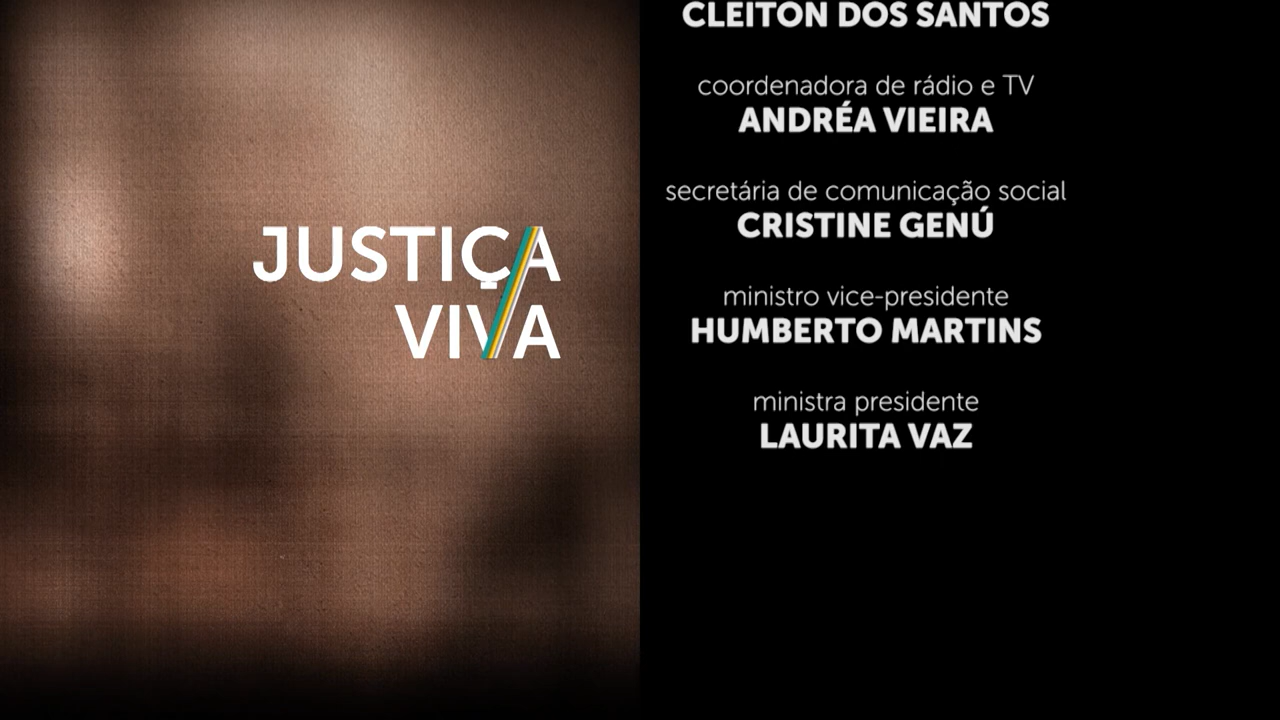 JUSTIÇA
VIVA
CLEITON DOS SANTOS
coordenadora de rádio e TV
ANDRÉA VIEIRA
secretária de comunicação social
CRISTINE GENÚ
ministro vice-presidente
HUMBERTO MARTINS
ministra presidente
LAURITA VAZ